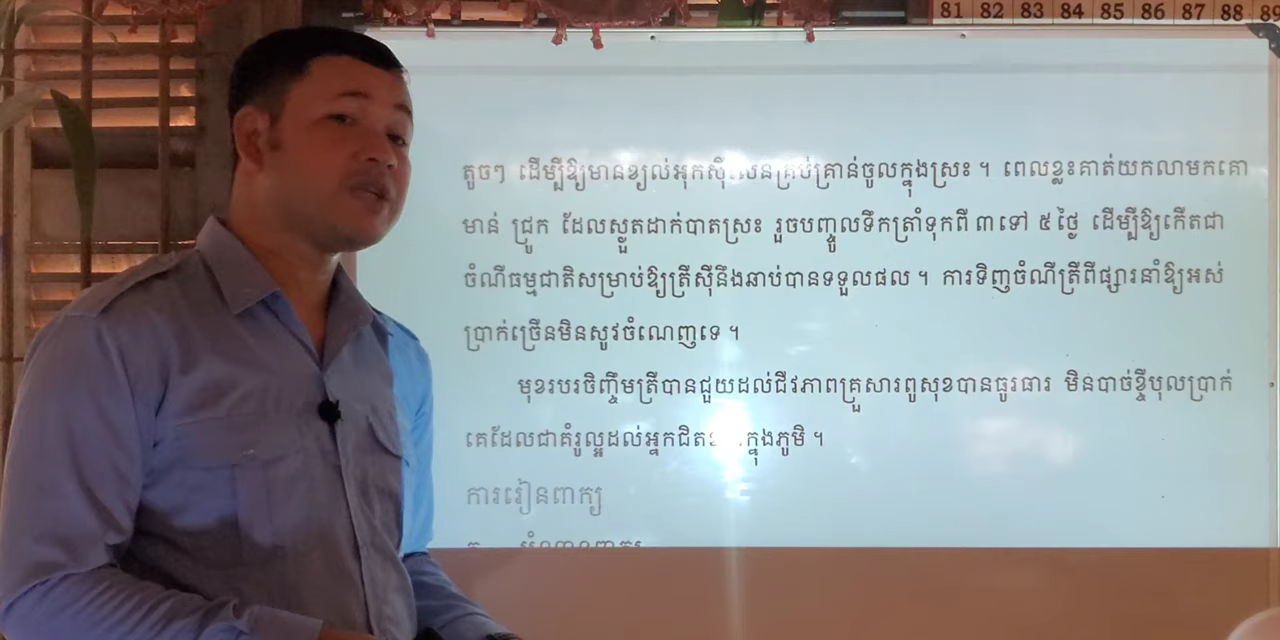 81 82 83 84 85 86 87 88 89
តូចៗ ដើម្បីឱ្យមានខ្យល់អុកស៊ីសែនគ្រប់គ្រាន់ចូលក្នុងស្រះ ។ ពេលខ្លះគាត់យកលាមកគោ
មាន់ ជ្រូក ដែលស្ងួតដាក់បាតស្រះ រួចបញ្ចូលទឹកត្រាំទុកពី ៣ ទៅ ៥ ថ្ងៃ ដើម្បីឱ្យកើតជា
ចំណីធម្មជាតិសម្រាប់ឱ្យត្រីស៊ីនឹងឆាប់បានទទួលផល ។ ការទិញចំណីត្រីពីផ្សារនាំឱ្យអស់
ប្រាក់ច្រើនមិនសូវចំណេញទេ ។
មុខរបរចិញ្ចឹមត្រីបានជួយដល់ជីវភាពគ្រួសារពូសុខបានធូរធារ មិនបាច់ខ្ចីបុលប្រាក់
គេដែលជាគំរូល្អដល់អ្នកជិតខាងក្នុងភូមិ ។
ការរៀនពាក្យ